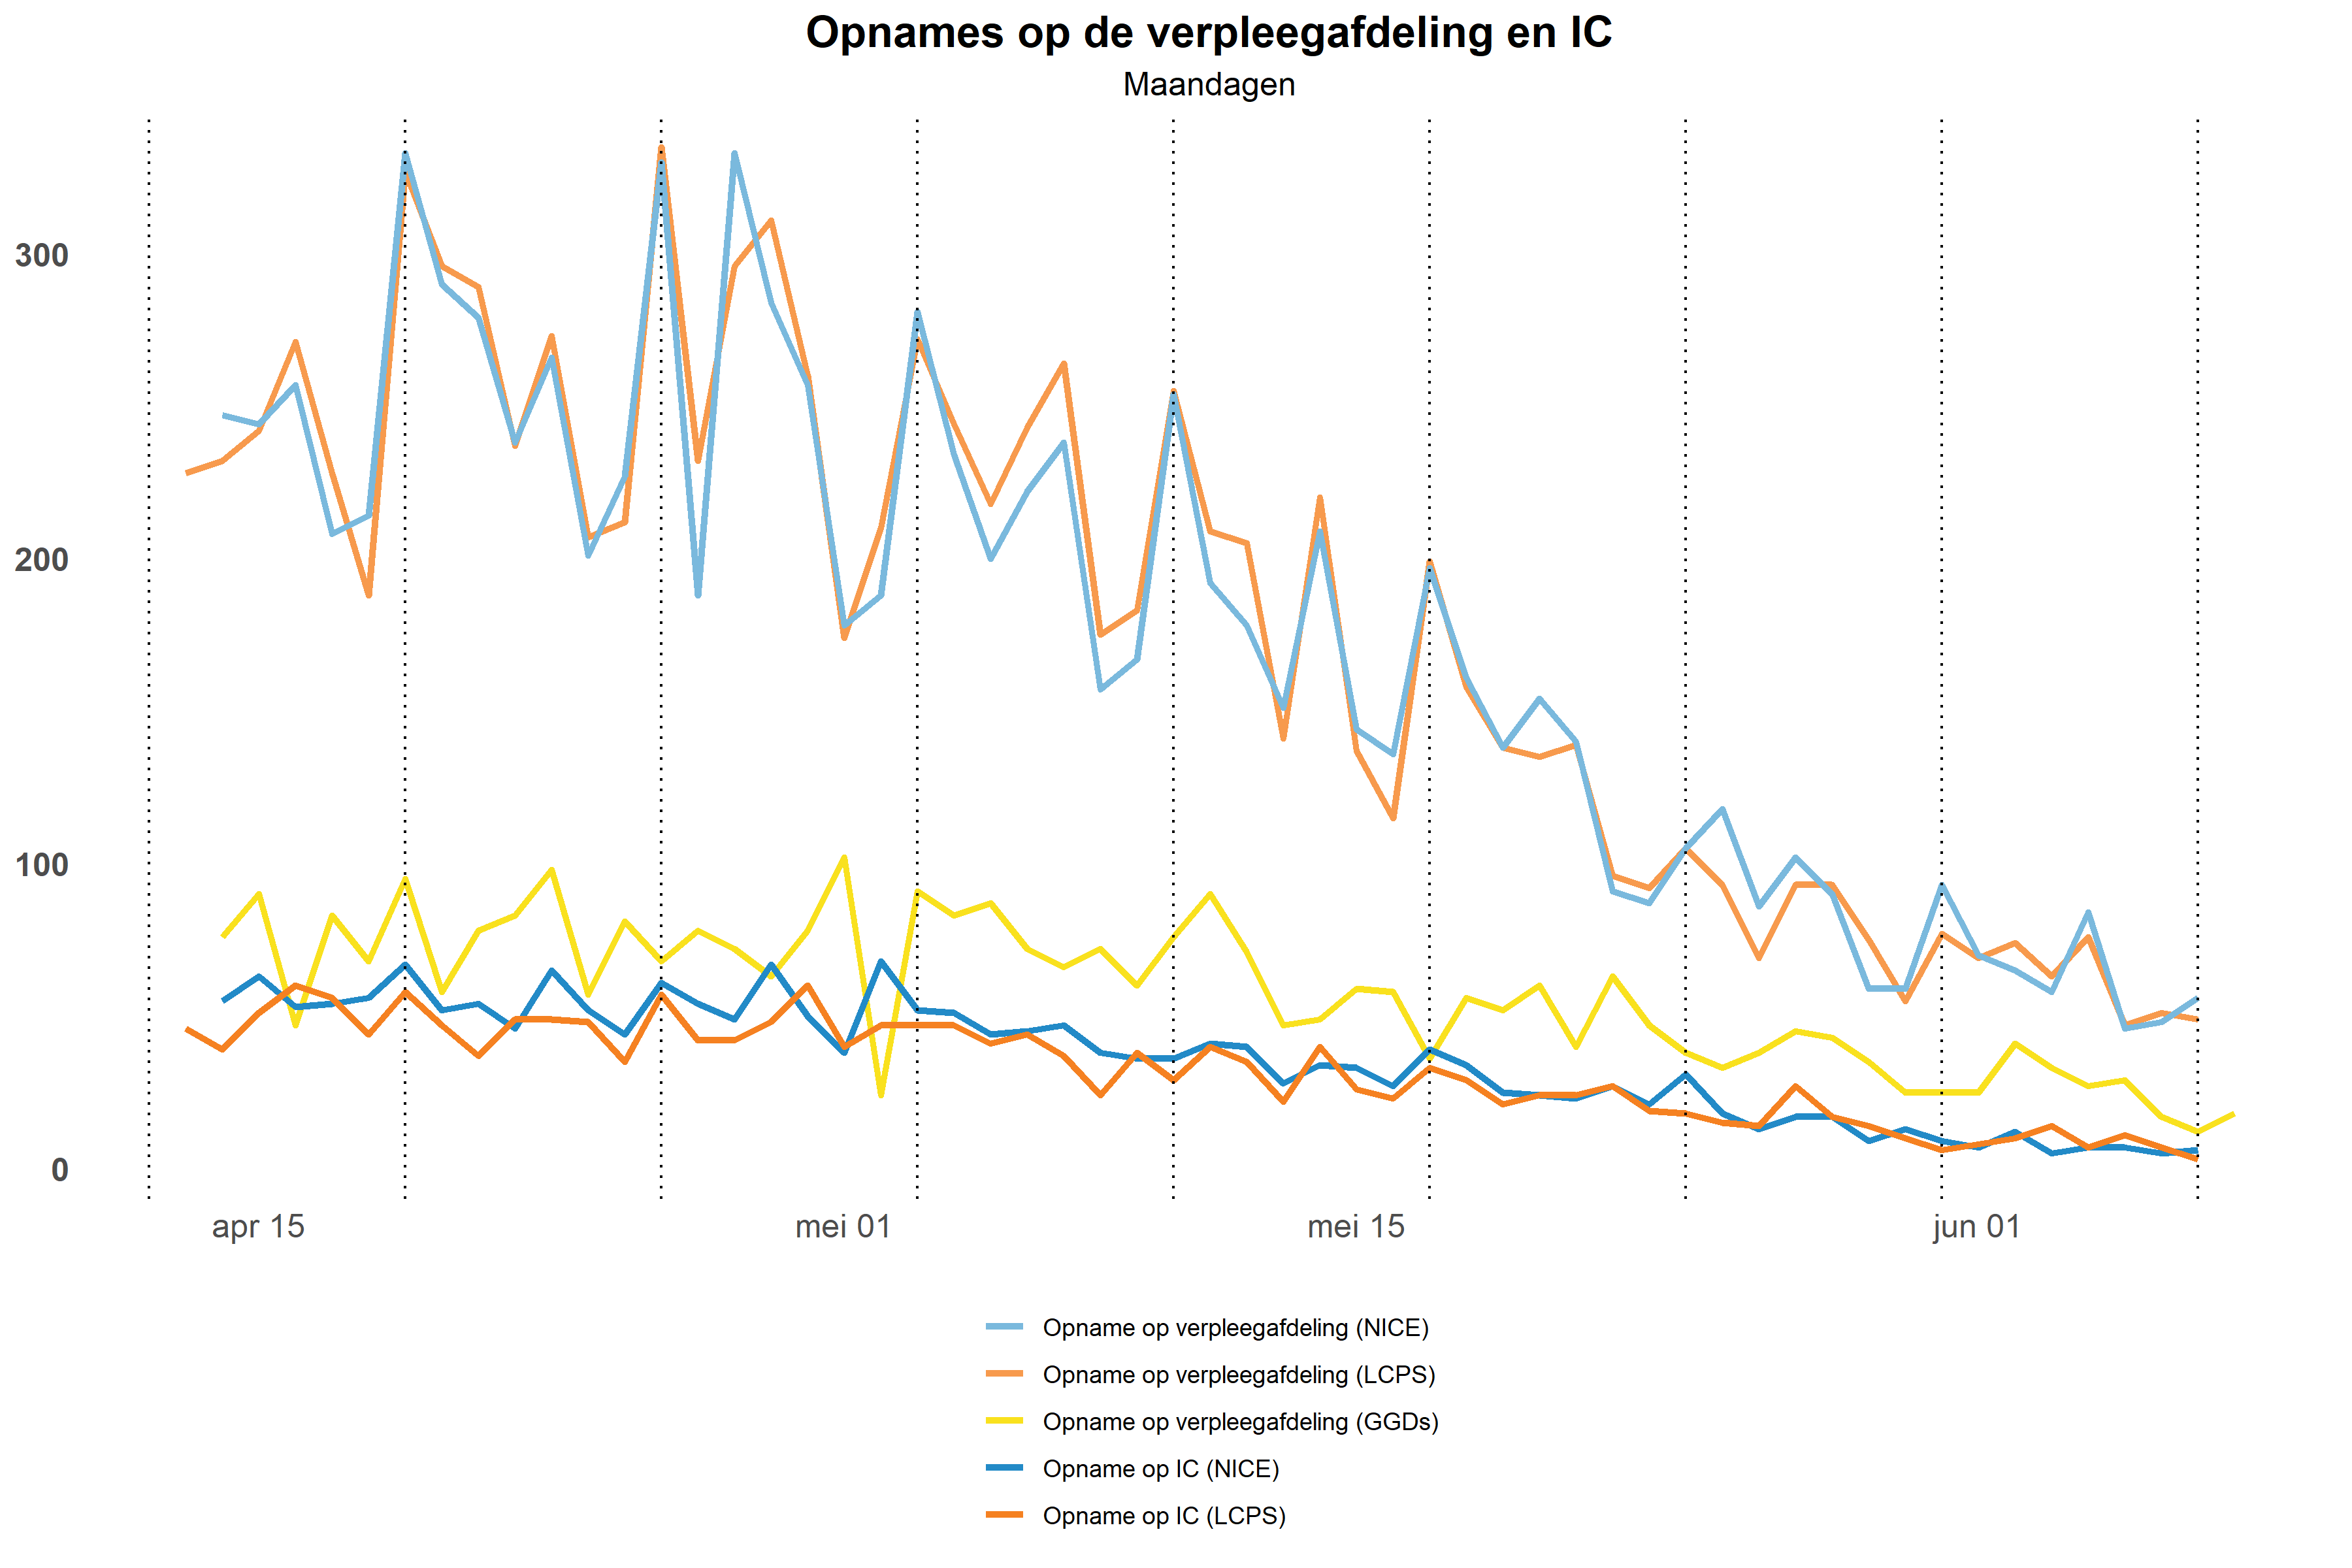 Opnames op de verpleegafdeling en IC
Maandagen
300
200
100
0
apr 15
mei 01
mei 15
jun 01
Opname op verpleegafdeling (NICE)
Opname op verpleegafdeling (LCPS)
Opname op verpleegafdeling (GGDs)
Opname op IC (NICE)
Opname op IC (LCPS)